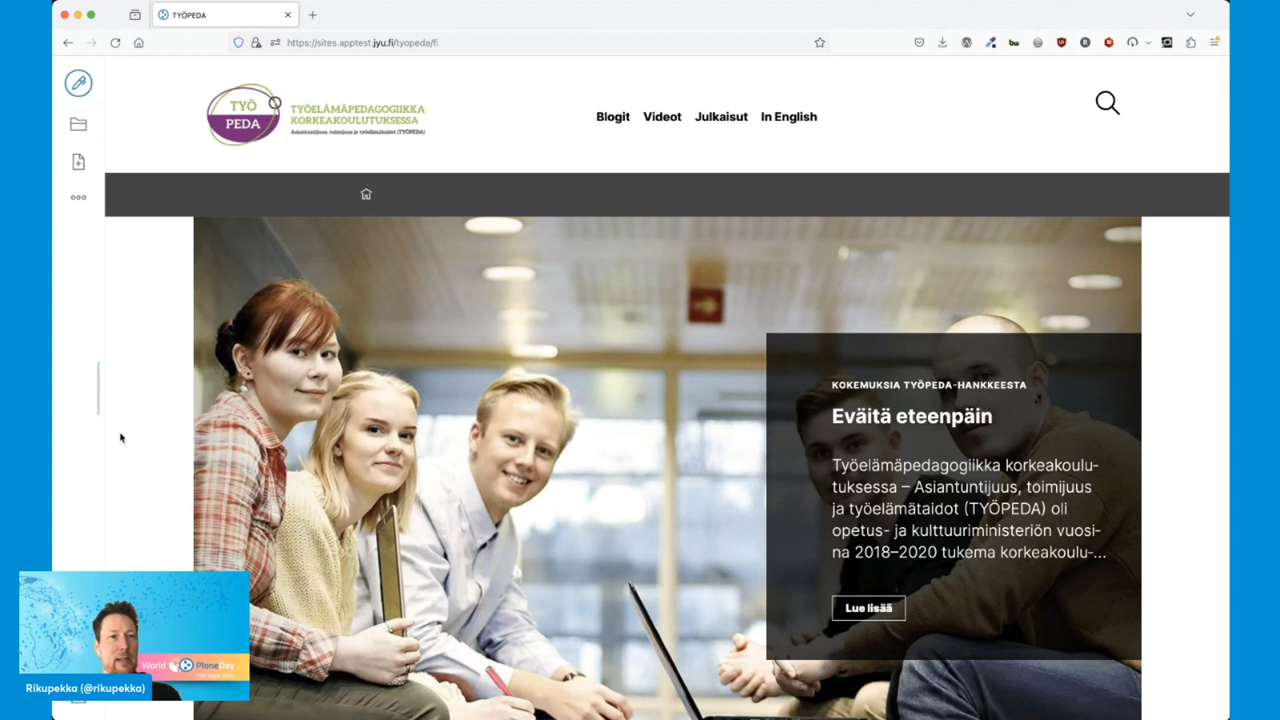 TYÖPEDA
https://sites.apptest.jyu.fi/tyopeda/fi
TYÖ
PEDA
TYÖELÄMÄPEDAGOGIIKKA
KORKEAKOULUTUKSESSA
Asiantuntijuus, toimijuus ja työelämätaidot (TYÖPEDA)
Blogit Videot Julkaisut In English
KOKEMUKSIA TYÖPEDA-HANKKEESTA
Eväitä eteenpäin
Työelämäpedagogiikka korkeakoulu-
tuksessa – Asiantuntijuus, toimijuus
ja työelämätaidot (TYÖPEDA) oli
opetus- ja kulttuuriministeriön vuosi-
na 2018–2020 tukema korkeakoulu-...
Lue lisää
World PloneDay
Rikupekka (@rikupekka)